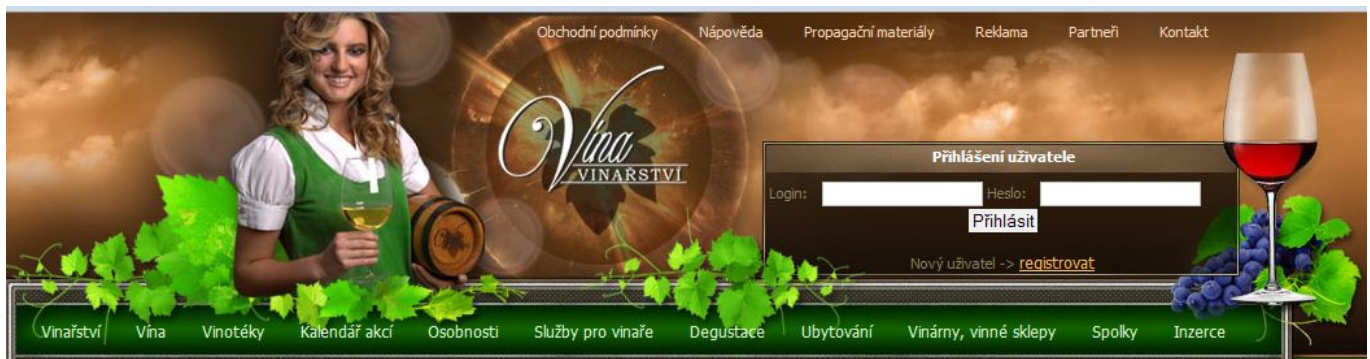 Obchodní podmínky Nápověda Propagační materiály Reklama Partneři Kontakt
Vína
VINAŘSTVÍ
Přihlášení uživatele
Login: Heslo:
Přihlásit
Nový uživatel -> registrovat
Vinařství Vína Vinotéky Kalendář akcí Osobnosti Služby pro vinaře Degustace Ubytování Vinárny, vinné sklepy Spolky Inzerce